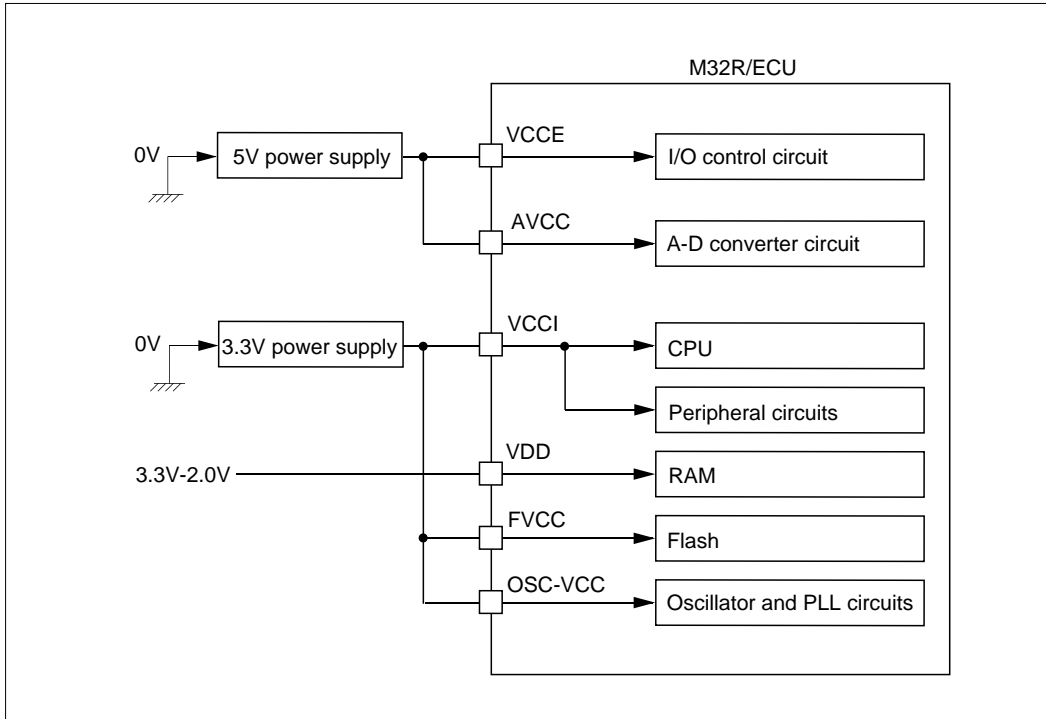 M32R/ECU
VCCE
0V
5V power supply
I/O control circuit
AVCC
A-D converter circuit
VCCI
0V
3.3V power supply
CPU
Peripheral circuits
VDD
3.3V-2.0V
RAM
FVCC
Flash
OSC-VCC
Oscillator and PLL circuits